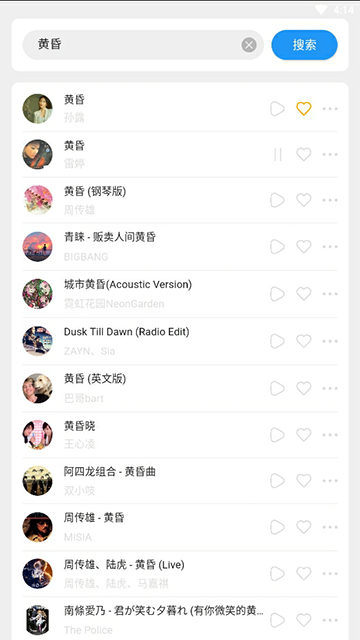 4:14
黄昏
搜索
黄昏
孙露
黄昏
雷婷
黄昏 (钢琴版)
周传雄
青睐 - 贩卖人间黄昏
BIGBANG
城市黄昏(Acoustic Version)
霓虹花园NeonGarden
Dusk Till Dawn (Radio Edit)
ZAYN、Sia
黄昏 (英文版)
巴哥bart
黄昏晓
王心凌
阿四龙组合 - 黄昏曲
双小吱
周传雄 - 黄昏
MISIA
周传雄、陆虎 - 黄昏 (Live)
周传雄、陆虎、马嘉祺
南條愛乃 - 君が笑む夕暮れ (有你微笑的黄...
The Police